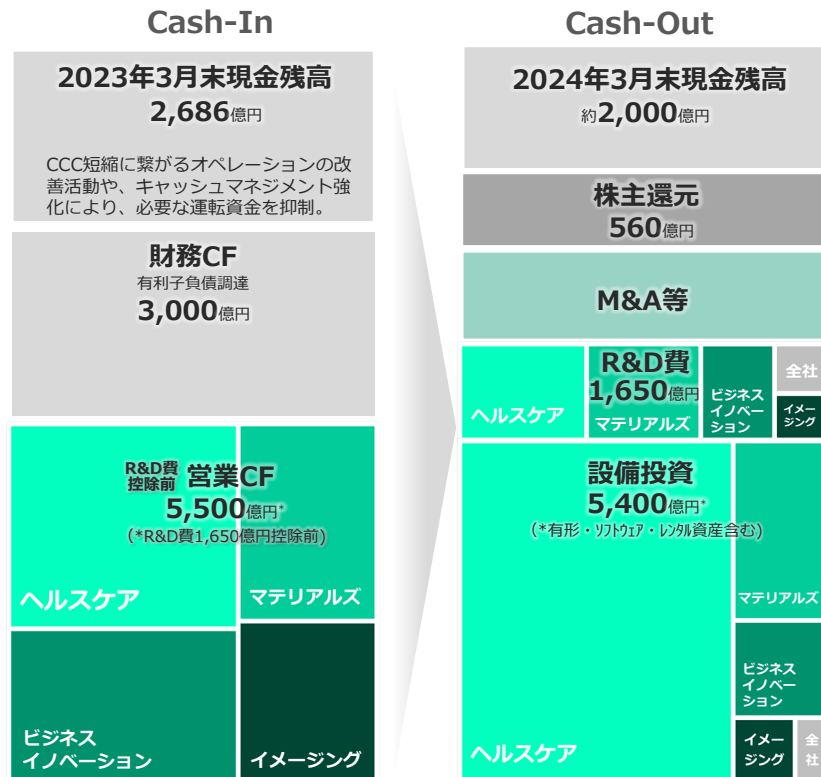 Cash-In
2023年3月末現金残高
2,686億円
CCC短縮に繋がるオペレーションの改
善活動や、キャッシュマネジメント強
化により、必要な運転資金を抑制。
財務CF
有利子負債調達
3,000億円
R&D費
控除前 営業CF
5,500億円*
(*R&D費1,650億円控除前)
ヘルスケア
マテリアルズ
ビジネス
イノベーション
イメージング
Cash-Out
2024年3月末現金残高
約2,000億円
株主還元
560億円
M&A等
R&D費
1,650億円
ヘルスケア
マテリアルズ
ビジネス
イノベー
ション
全社
イメー
ジング
設備投資
5,400億円*
(*有形・ソフトウェア・レンタル資産含む)
ヘルスケア
マテリアルズ
ビジネス
イノベー
ション
イメー
ジング
全
社